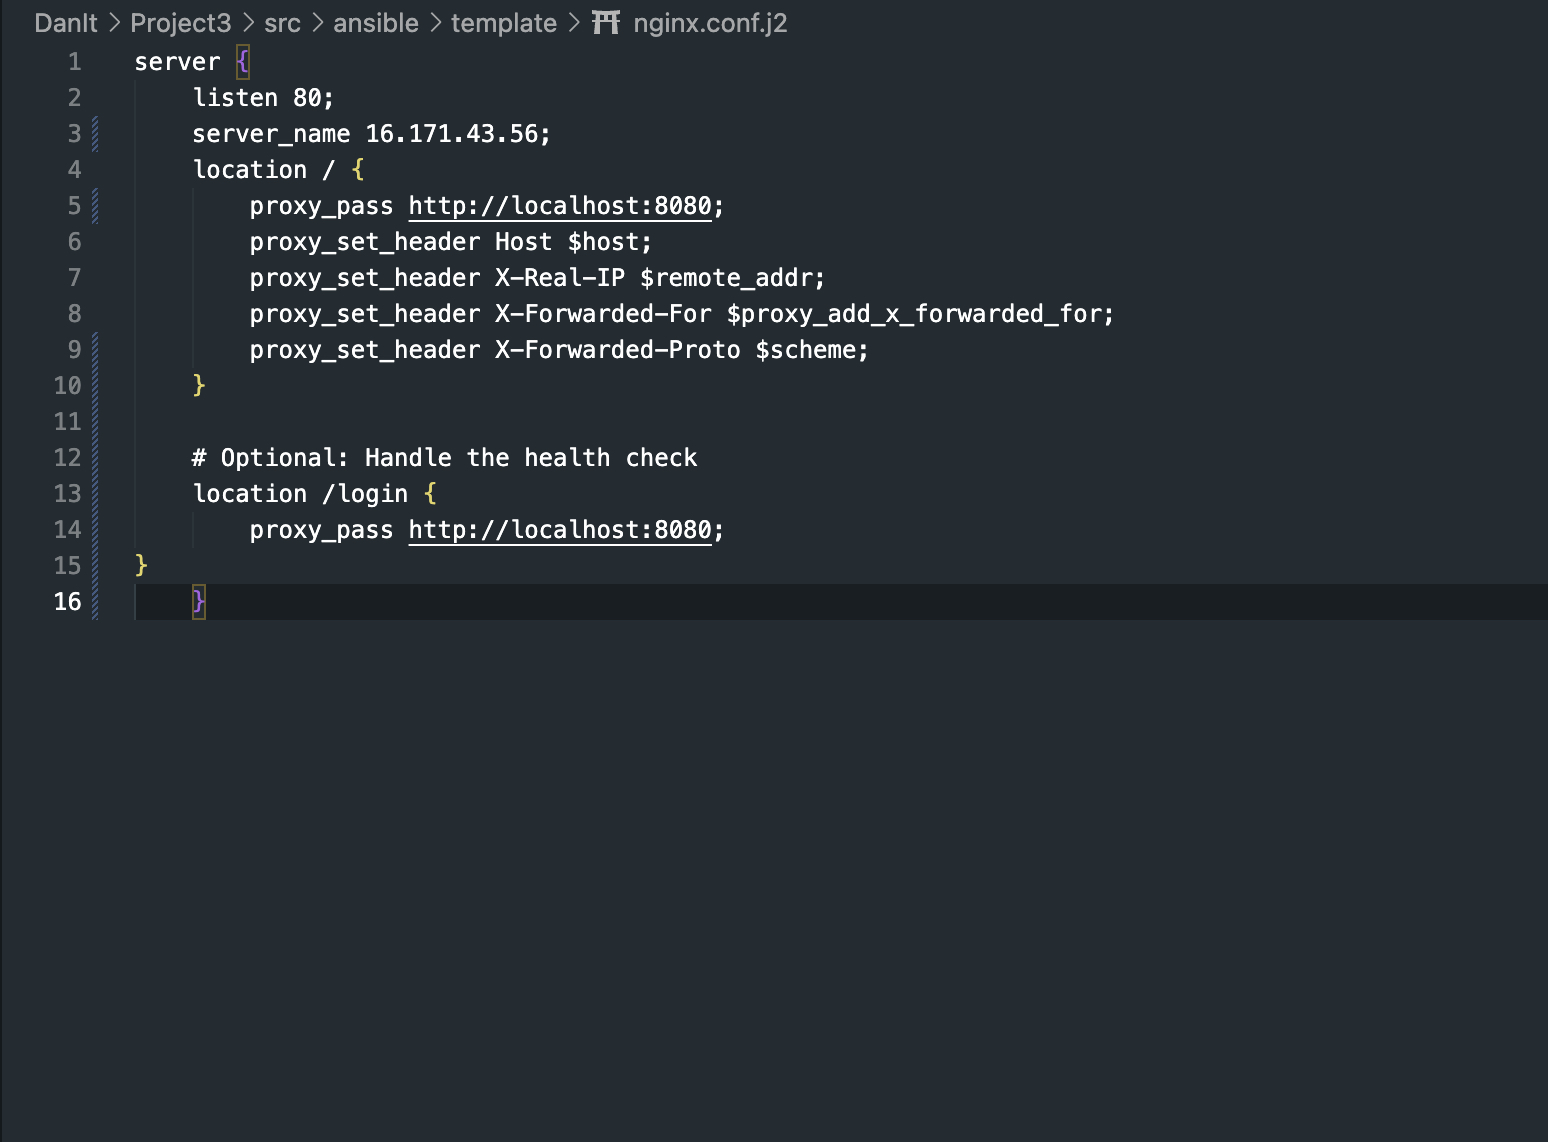 DanIt > Project3 > src > ansible > template > nginx.conf.j2
1 server {
2     listen 80;
3     server_name 16.171.43.56;
4     location / {
5         proxy_pass http://localhost:8080;
6         proxy_set_header Host $host;
7         proxy_set_header X-Real-IP $remote_addr;
8         proxy_set_header X-Forwarded-For $proxy_add_x_forwarded_for;
9         proxy_set_header X-Forwarded-Proto $scheme;
10     }
11
12     # Optional: Handle the health check
13     location /login {
14         proxy_pass http://localhost:8080;
15 }
16     }